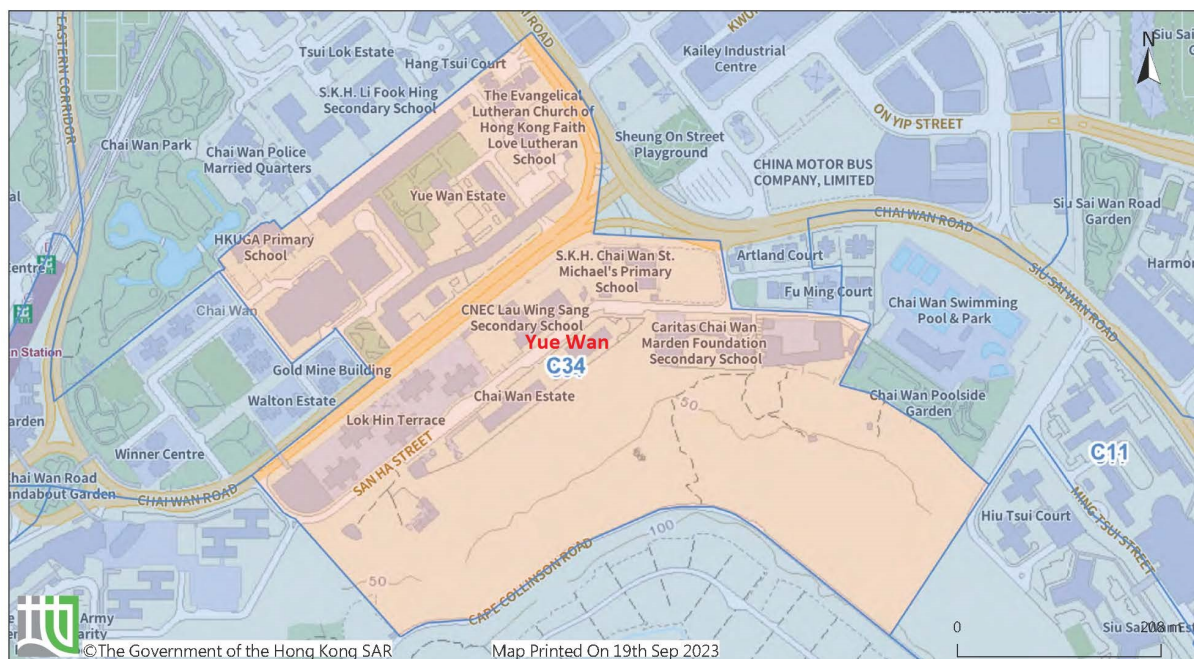 EASTERN CORRIDOR
Tsui Lok Estate
Hang Tsui Court
S.K.H. Li Fook Hing
Secondary School
Chai Wan Park
Chai Wan Police
Married Quarters
The Evangelical
Lutheran Church of
Hong Kong Faith
Love Lutheran
School
Yue Wan Estate
HKUGA Primary
School
Chai Wan
Kailey Industrial
Centre
N
ON YIP STREET
Sheung On Street
Playground
CHINA MOTOR BUS
COMPANY, LIMITED
Siu Sai Wan Road
Garden
CHAI WAN ROAD
SIU SAI WAN ROAD
S.K.H. Chai Wan St.
Michael's Primary
School
Artland Court
Fu Ming Court
Chai Wan Swimming
Pool & Park
CNEC Lau Wing Sang
Secondary School
Yue Wan
C34
Caritas Chai Wan
Marden Foundation
Secondary School
Gold Mine Building
Walton Estate
Chai Wan Estate
Lok Hin Terrace
Chai Wan Poolside
Garden
50
Winner Centre
SAN HA STREET
C11
Chai Wan Road
CHAI WAN ROAD
Hiu Tsui Court
MING TSUI STREET
100
50
CAPE COLLINSON ROAD
Army
0
©The Government of the Hong Kong SAR
Map Printed On 19th Sep 2023